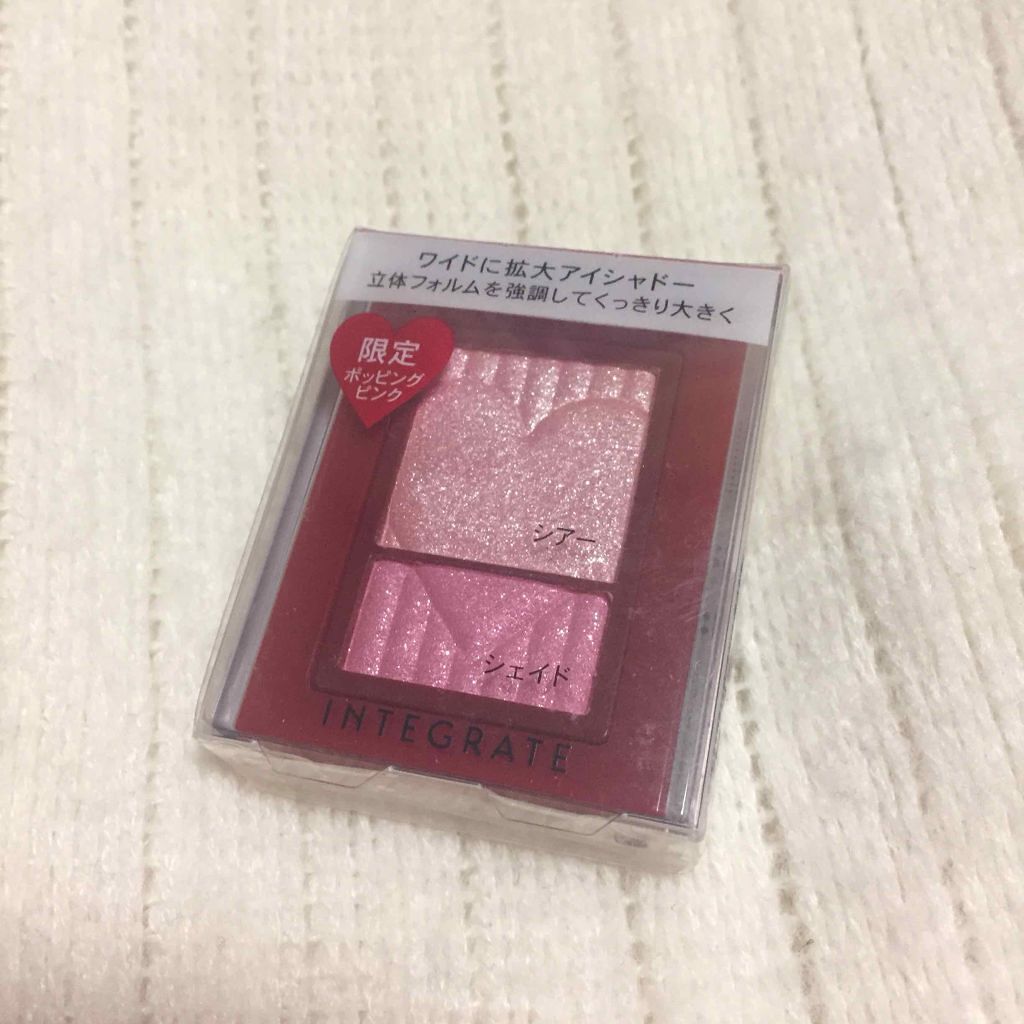 ワイドに拡大アイシャドー
立体フォルムを強調してくっきり大きく
限定
ポッピング
ピンク
シアー
シェイド
INTEGRATE